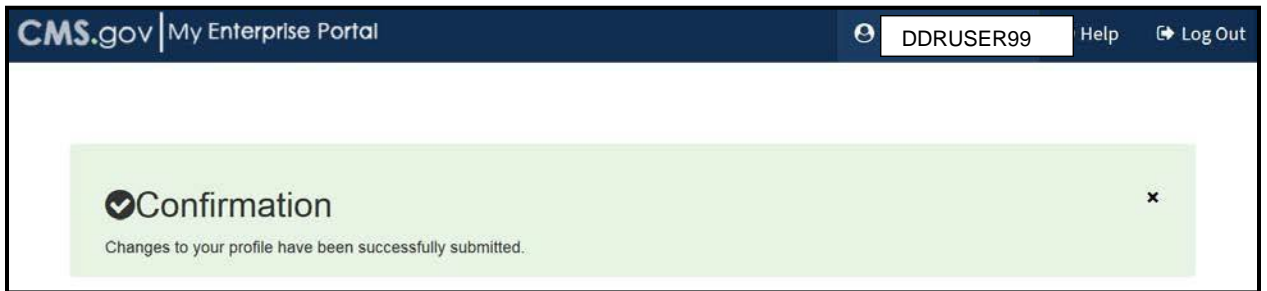 CMS.gov My Enterprise Portal DDRUSER99 Help Log Out
Confirmation
Changes to your profile have been successfully submitted.